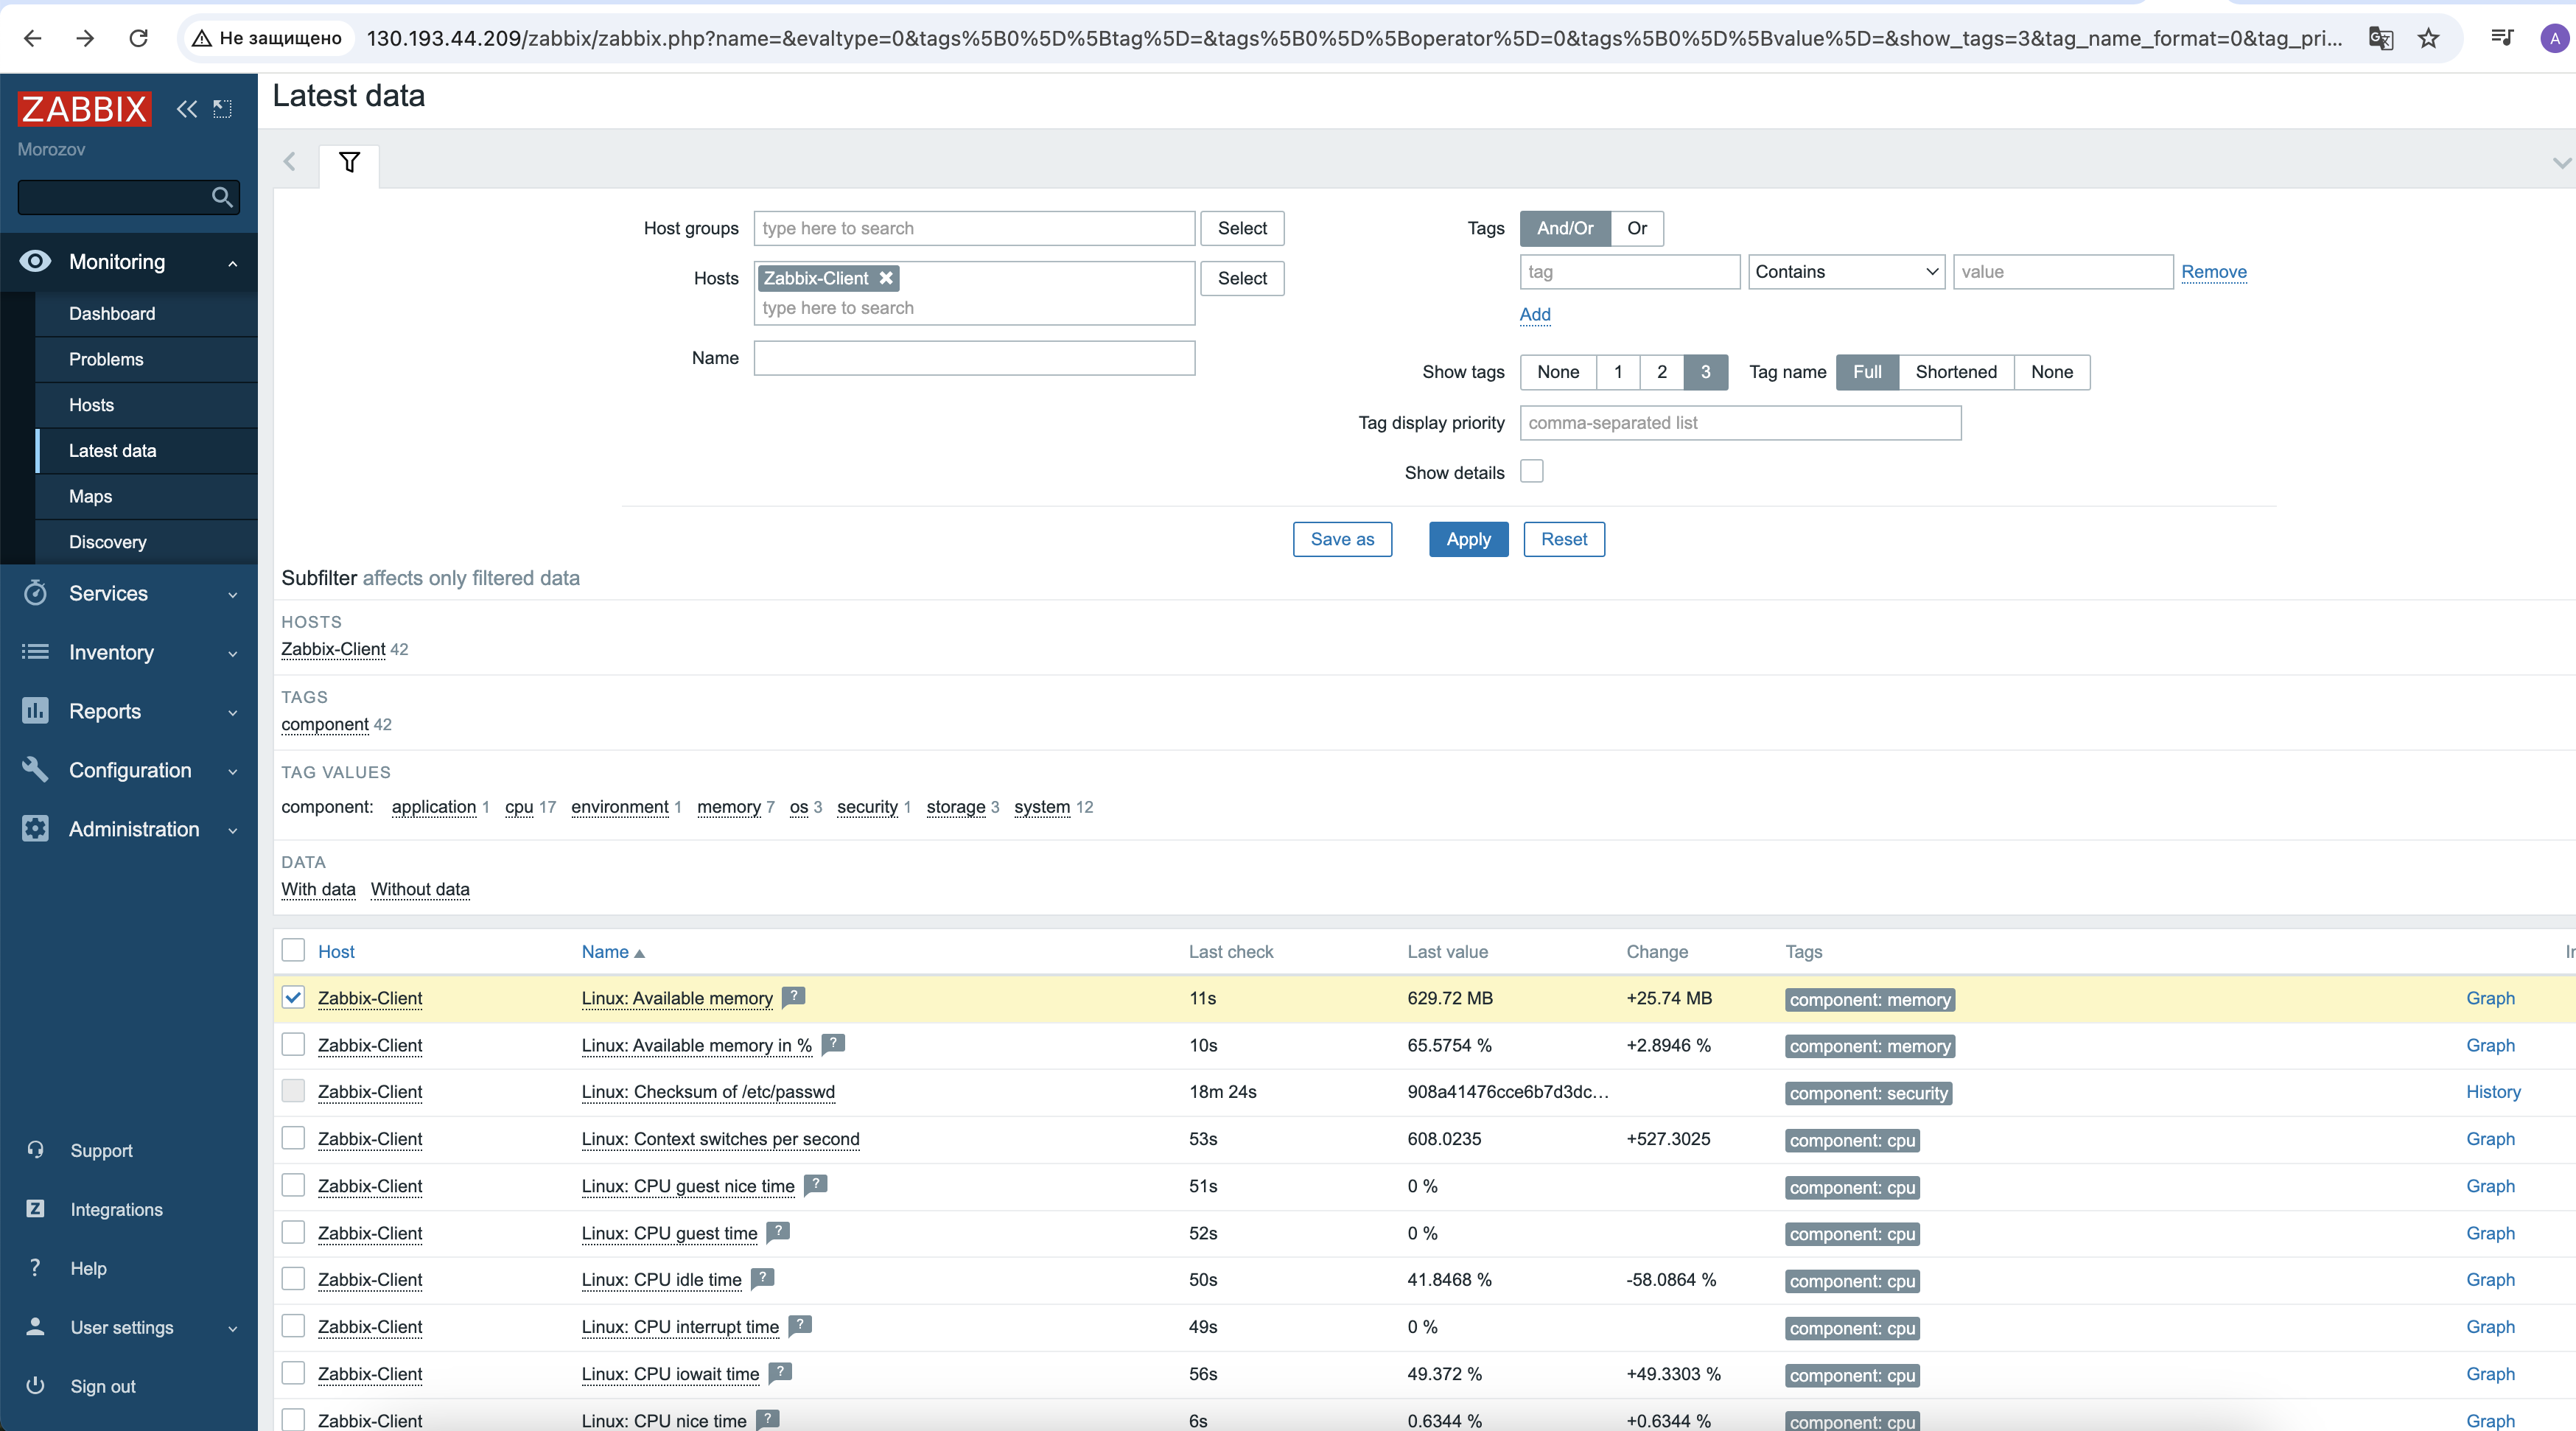 Не защищено 130.193.44.209/zabbix/zabbix.php?name=&evaltype=0&tags%5B0%5D%5Btag%5D=&tags%5B0%5D%5Boperator%5D=0&tags%5B0%5D%5Bvalue%5D=&show_tags=3&tag_name_format=0&tag_pri... A
ZABBIX
Morozov
Monitoring
Dashboard
Problems
Hosts
Latest data
Maps
Discovery
Services
Inventory
Reports
Configuration
Administration
Support
Integrations
Help
User settings
Sign out
Latest data
Host groups type here to search Select
Hosts Zabbix-Client Select
type here to search
Name
Tags And/Or Or
tag Contains value Remove
Add
Show tags None 1 2 3 Tag name Full Shortened None
Tag display priority comma-separated list
Show details
Save as Apply Reset
Subfilter affects only filtered data
HOSTS
Zabbix-Client 42
TAGS
component 42
TAG VALUES
component: application 1 cpu 17 environment 1 memory 7 os 3 security 1 storage 3 system 12
DATA
With data Without data
Host Name Last check Last value Change Tags
Zabbix-Client Linux: Available memory ? 11s 629.72 MB +25.74 MB component: memory Graph
Zabbix-Client Linux: Available memory in % ? 10s 65.5754 % +2.8946 % component: memory Graph
Zabbix-Client Linux: Checksum of /etc/passwd 18m 24s 908a41476cce6b7d3dc... component: security History
Zabbix-Client Linux: Context switches per second 53s 608.0235 +527.3025 component: cpu Graph
Zabbix-Client Linux: CPU guest nice time ? 51s 0 % component: cpu Graph
Zabbix-Client Linux: CPU guest time ? 52s 0 % component: cpu Graph
Zabbix-Client Linux: CPU idle time ? 50s 41.8468 % -58.0864 % component: cpu Graph
Zabbix-Client Linux: CPU interrupt time ? 49s 0 % component: cpu Graph
Zabbix-Client Linux: CPU iowait time ? 56s 49.372 % +49.3303 % component: cpu Graph
Zabbix-Client Linux: CPU nice time ? 6s 0.6344 % +0.6344 % component: cpu Graph